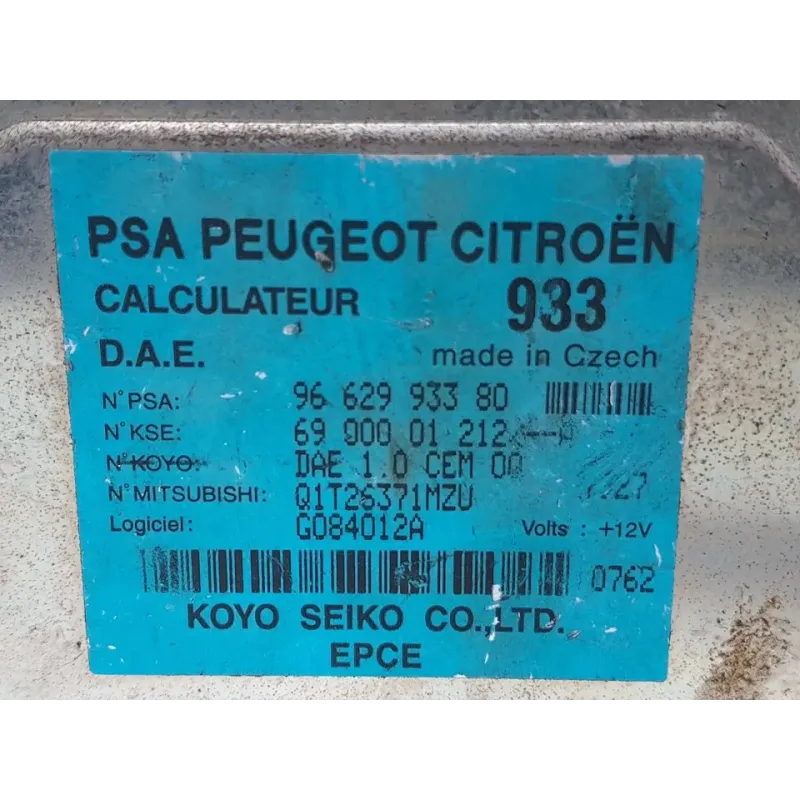 PSA PEUGEOT CITROËN
CALCULATEUR 933
D.A.E. made in Czech
N°PSA: 96 629 933 80
N°KSE: 69 000 01 212
N°KOYO: DAE 1.0 CEM 00
N°MITSUBISHI: Q1T26371MZU
Logiciel: G084012A Volts : +12V
0762
KOYO SEIKO CO.,LTD.
EPCE